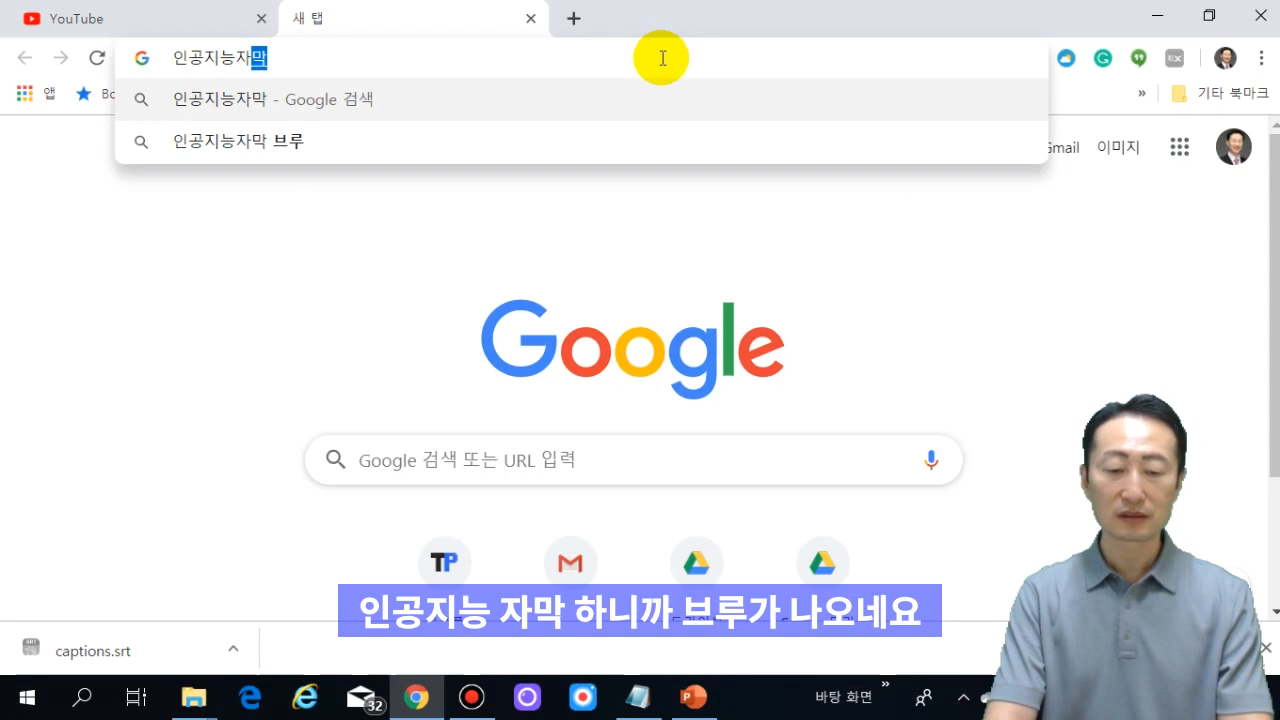 YouTube
새 탭
인공지능자막
앱
인공지능자막 - Google 검색
기타 북마크
인공지능자막 브루
이미지
Google
Google 검색 또는 URL 입력
TP
인공지능 자막 하니까 브루가 나오네요
captions.srt
32
바탕 화면